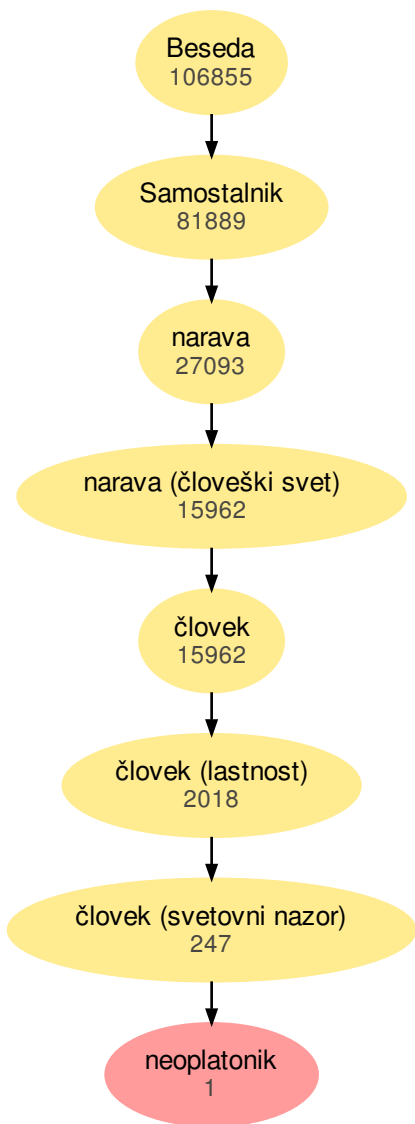 Beseda
106855
Samostalnik
81889
narava
27093
narava (človeški svet)
15962
človek
15962
človek (lastnost)
2018
človek (svetovni nazor)
247
neoplatonik
1